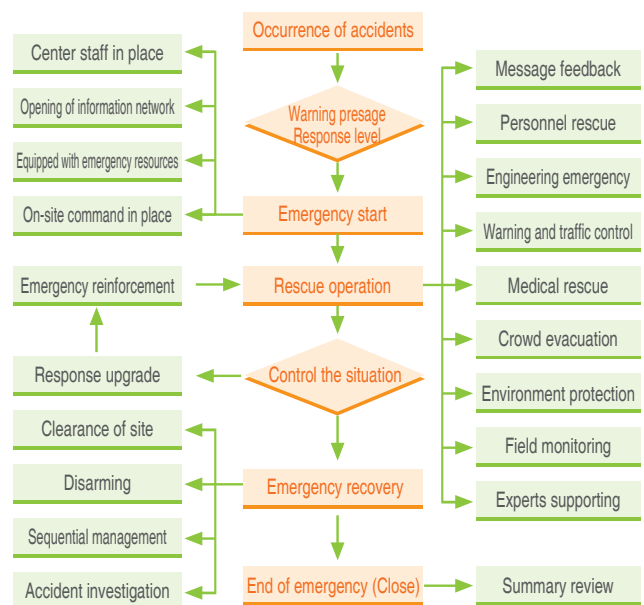 Occurrence of accidents
Center staff in place
Message feedback
Opening of information network
Warning presage
Response level
Personnel rescue
Equipped with emergency resources
Engineering emergency
On-site command in place
Emergency start
Warning and traffic control
Emergency reinforcement
Rescue operation
Medical rescue
Crowd evacuation
Response upgrade
Control the situation
Environment protection
Clearance of site
Field monitoring
Disarming
Emergency recovery
Experts supporting
Sequential management
Accident investigation
End of emergency (Close)
Summary review